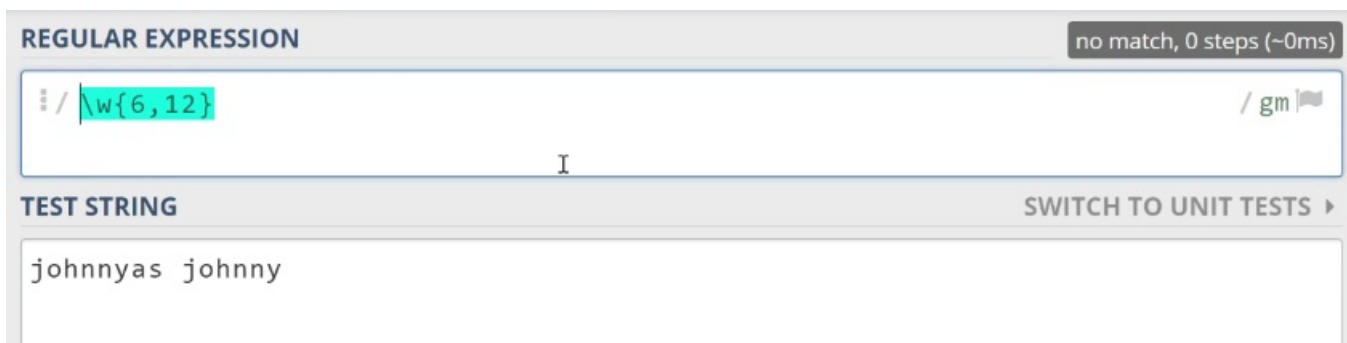 REGULAR EXPRESSION
no match, 0 steps (~0ms)
/ \w{6,12} / gm
TEST STRING
SWITCH TO UNIT TESTS
johnnyas johnny